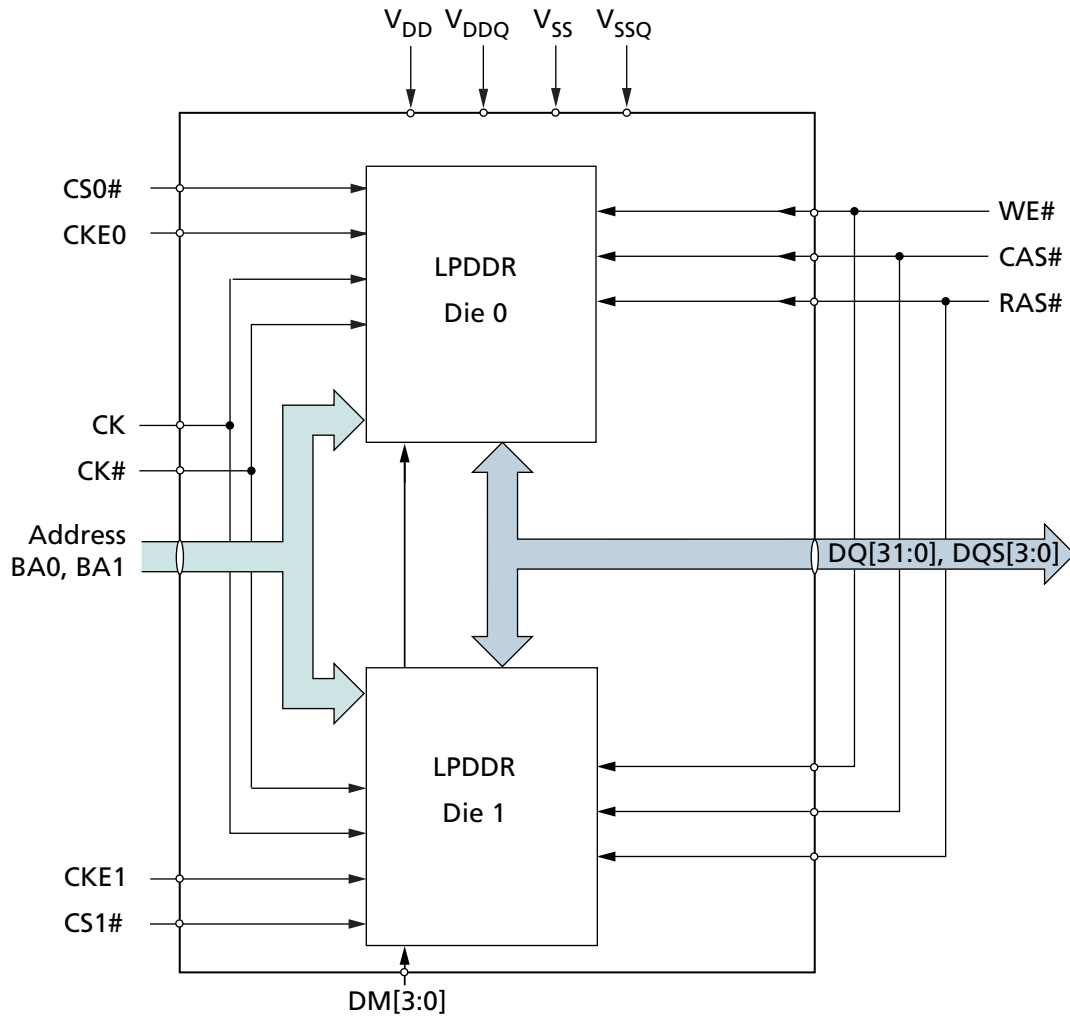 VDD VDDQ VSS VSSQ
CS0#
WE#
CKE0
CAS#
LPDDR
Die 0
RAS#
CK
CK#
Address
BA0, BA1
DQ[31:0], DQS[3:0]
LPDDR
Die 1
CKE1
CS1#
DM[3:0]